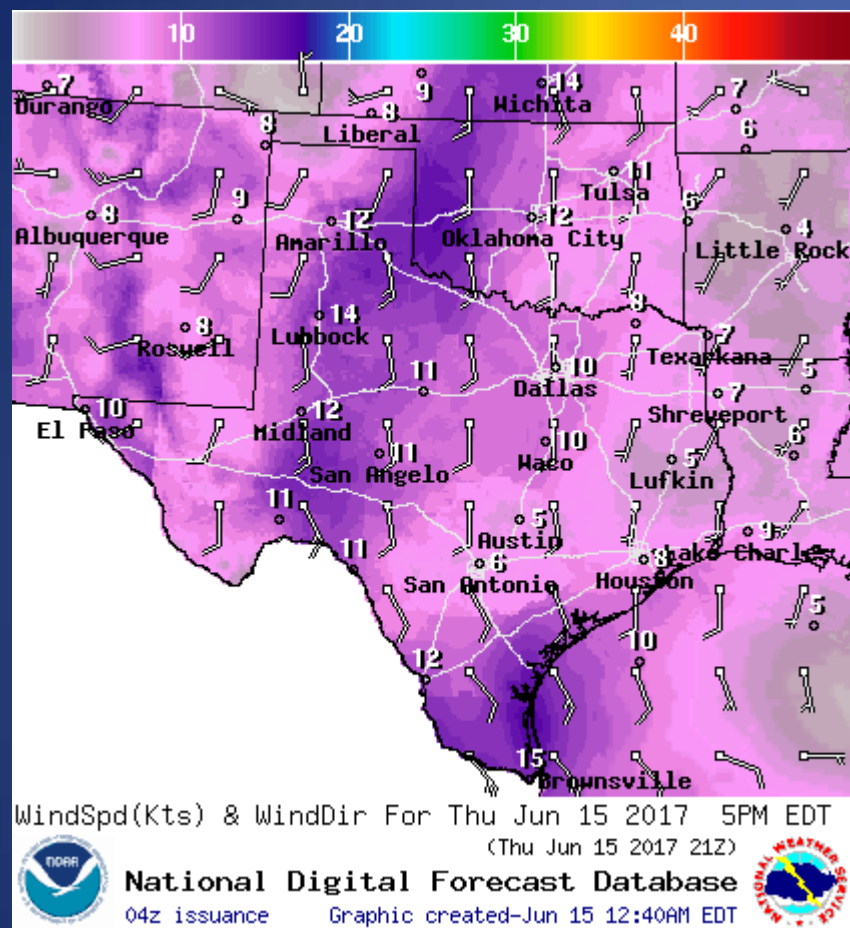 10 20 30 40
7 9 14 7
Durango Wichita
8 8 6
Liberal
11
Tulsa
8 9 12 12 6 4
Albuquerque Amarillo Oklahoma City Little Rock
8 14 8 7
Roswell Lubbock Texarkana
11 10 5
Dallas
10 12 7
El Paso Midland Shreveport
11 10 5 6
San Angelo Waco Lufkin
11 5 9
Austin Lake Charles
11 6 8
San Antonio Houston
5
12 10
15
Brownsville
WindSpd(Kts) & WindDir For Thu Jun 15 2017 5PM EDT
(Thu Jun 15 2017 21Z)
NOAA
National Digital Forecast Database
04z issuance Graphic created-Jun 15 12:40AM EDT
NATIONAL WEATHER SERVICE